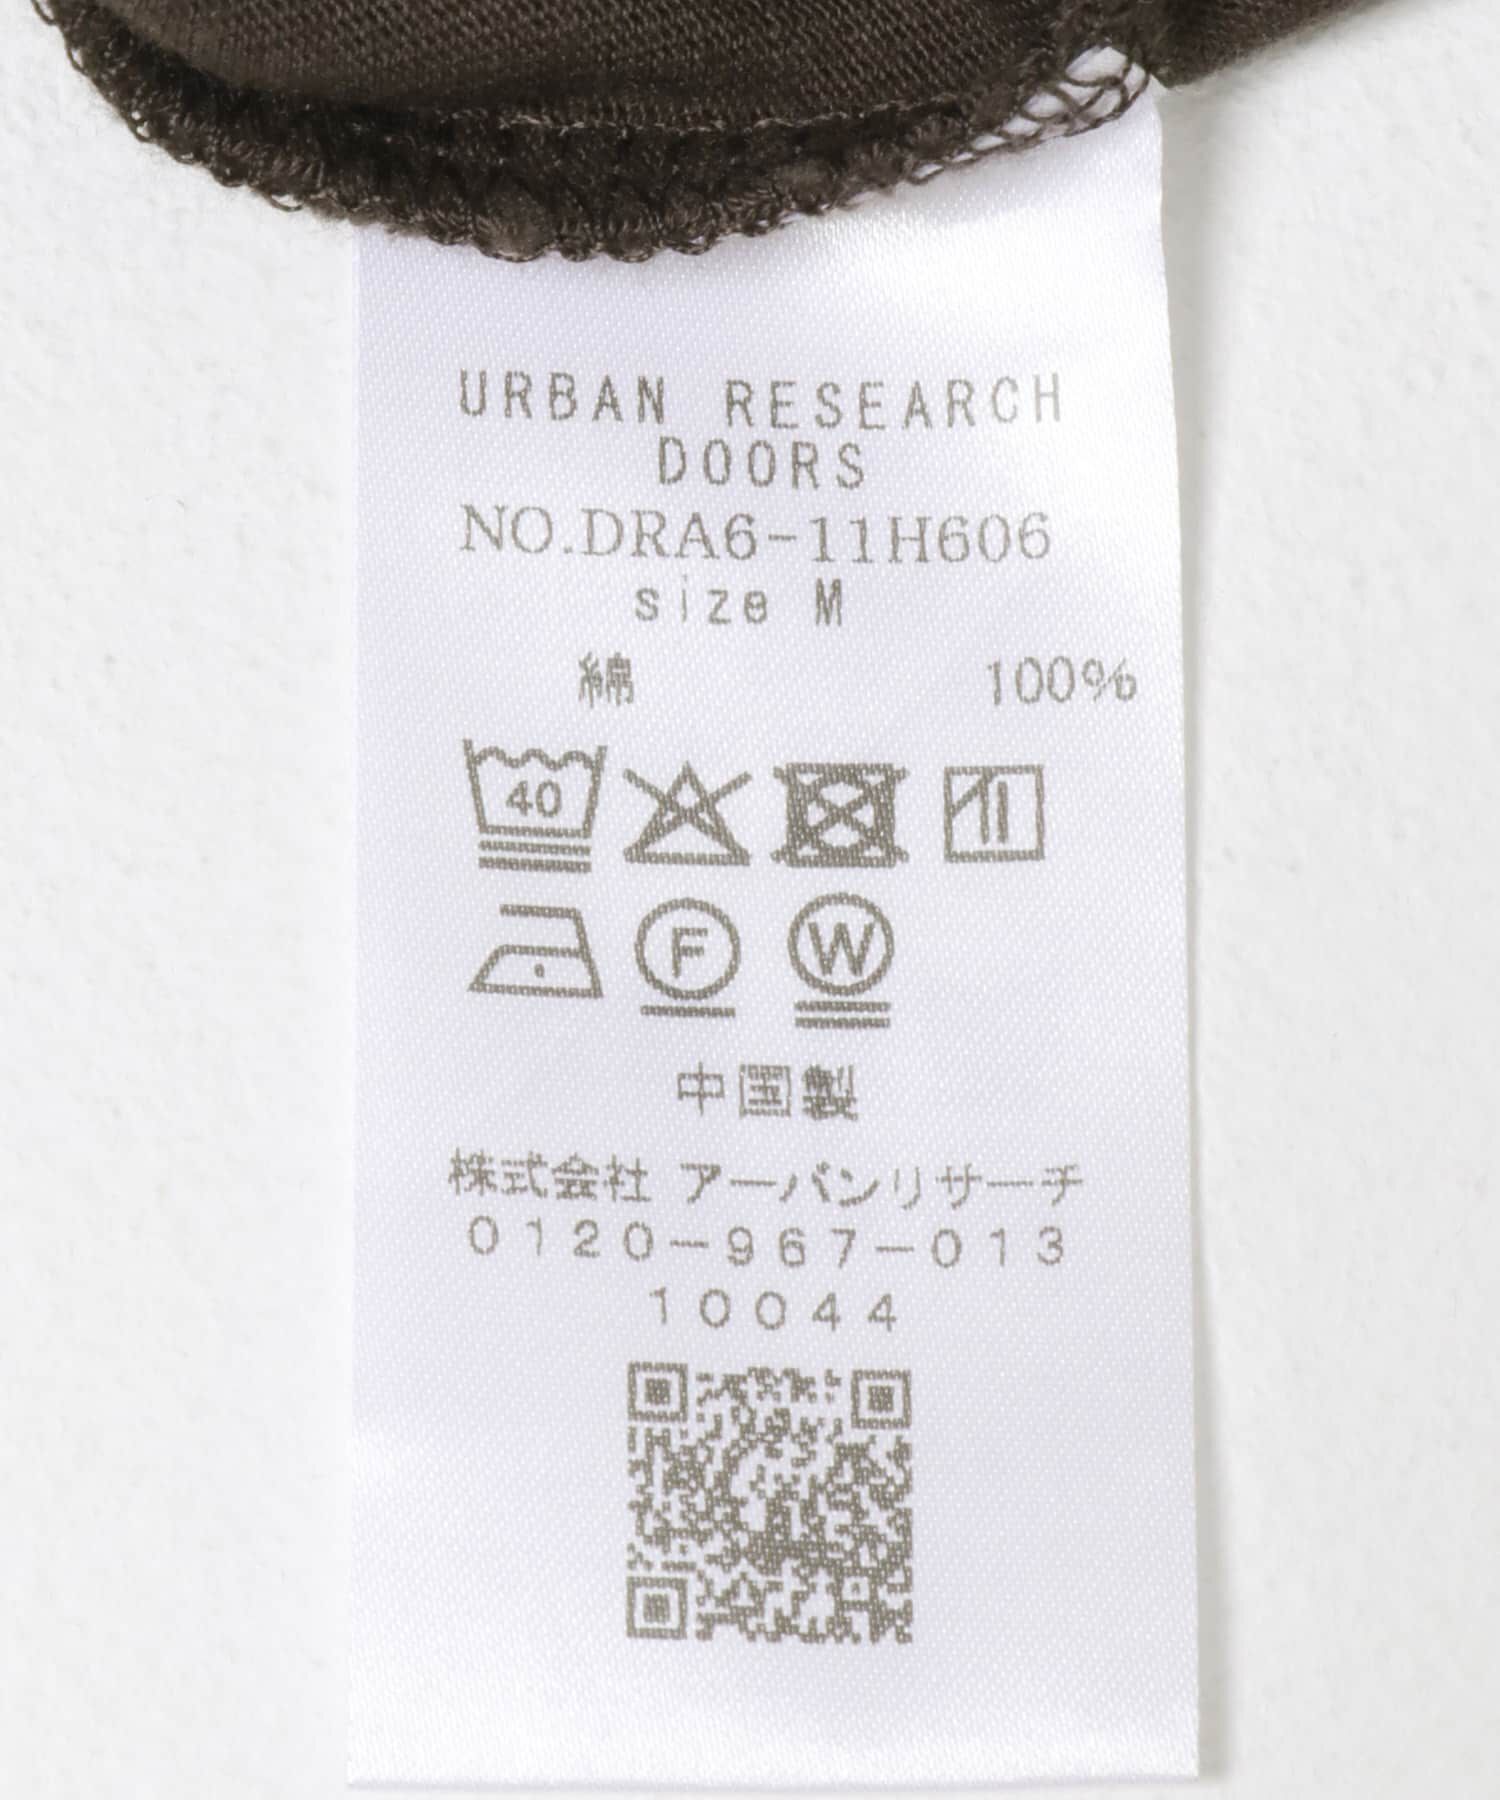 URBAN RESEARCH
DOORS
NO.DRA6-11H606
size M
綿 100%
40
F W
中国製
株式会社 アーバンリサーチ
0120-967-013
10044